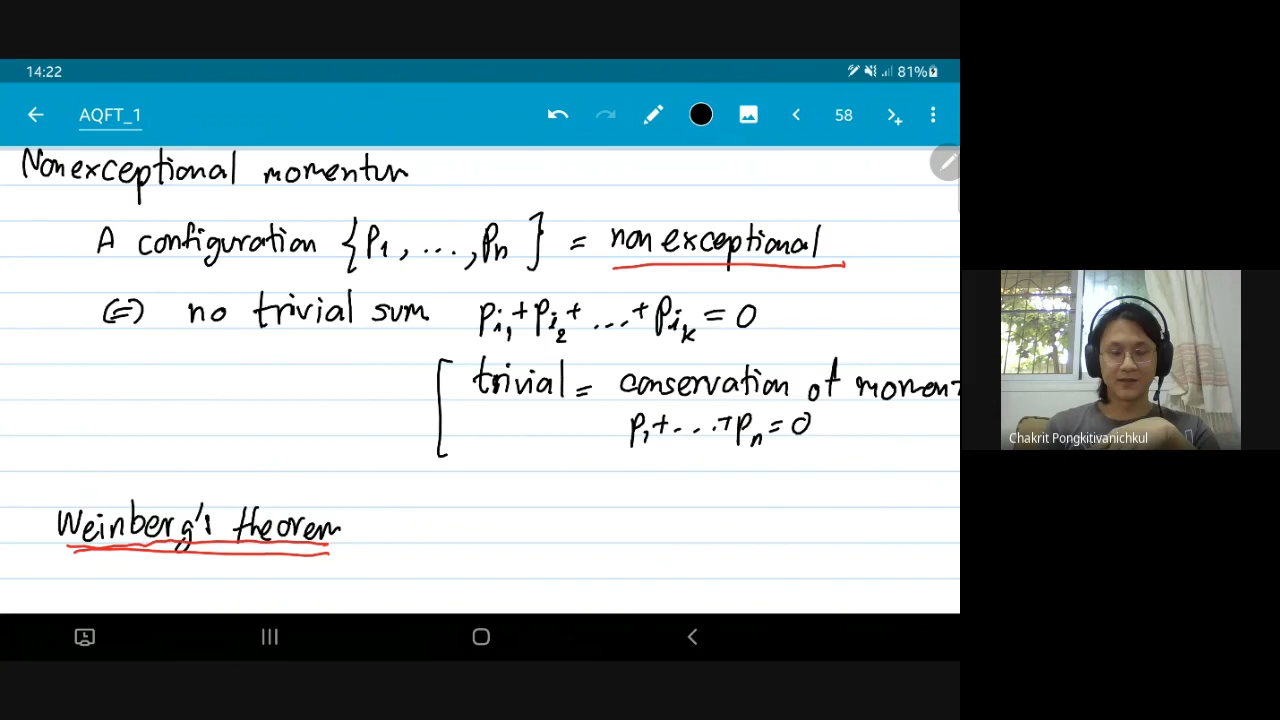 14:22
81%
AQFT_1
58
Nonexceptional momentum
A configuration {P1, ..., Pn} = nonexceptional
(=) no trivial sum Pi1 + Pi2 + ... + Pik = 0
trivial = conservation of moment
P1 + ... + Pn = 0
Weinberg's theorem
Chakrit Pongkitivanichkul